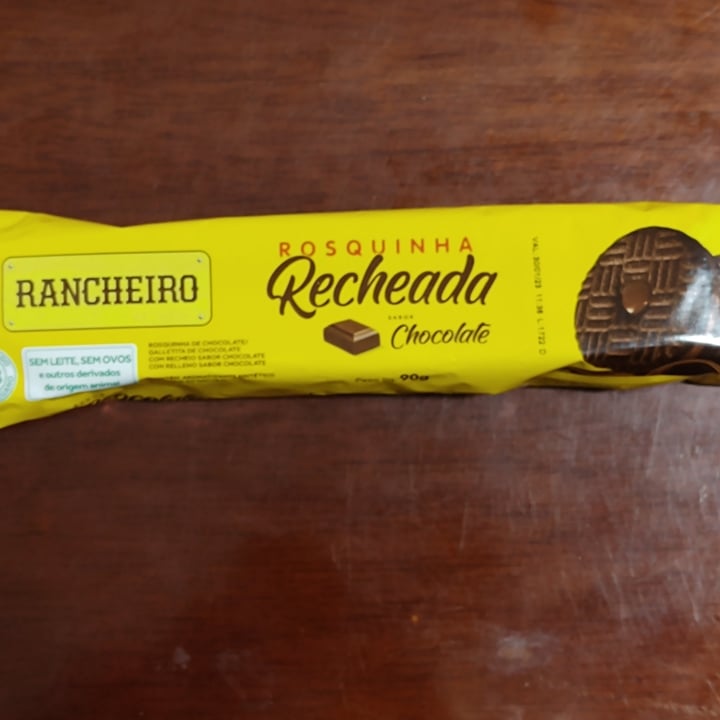 RANCHEIRO
SEM LEITE, SEM OVOS
e outros derivados
de origem animal
ROSQUINHA
Recheada
SABOR
Chocolate
ROSQUINHA DE CHOCOLATE/
GALLETITA DE CHOCOLATE
COM RECHEIO SABOR CHOCOLATE
CON RELLENO SABOR CHOCOLATE
90g